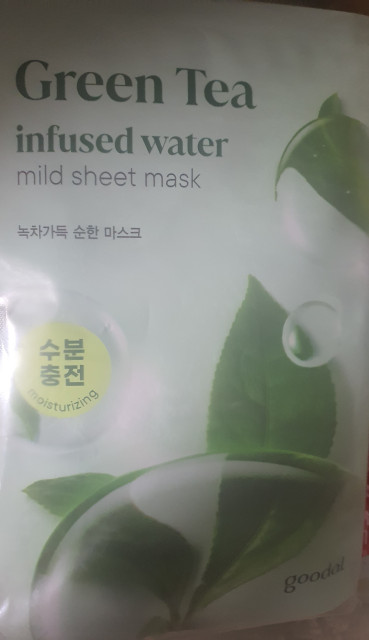 Green Tea
infused water
mild sheet mask
녹차가득 순한 마스크
수분
충전
moisturizing
goodal